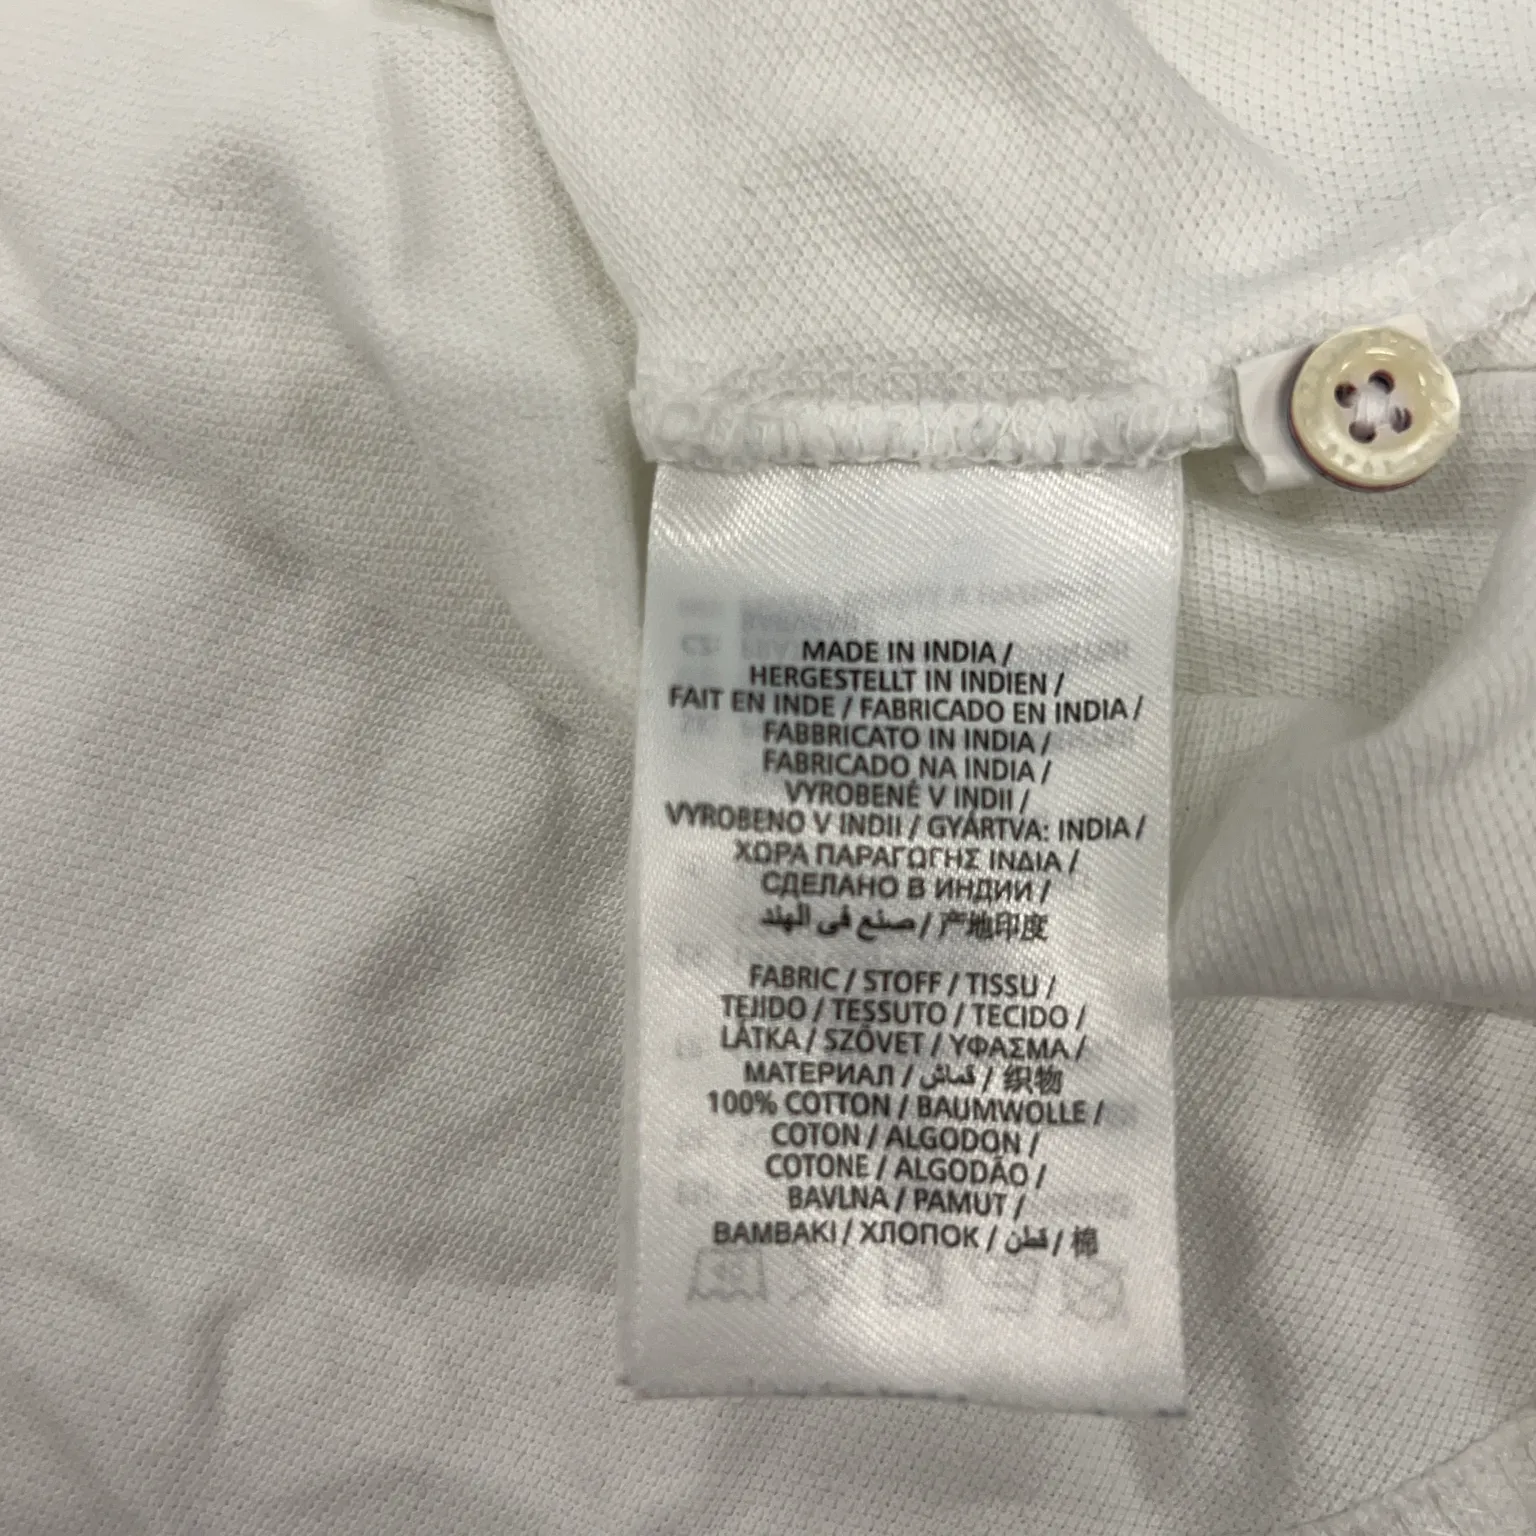 MADE IN INDIA /
HERGESTELLT IN INDIEN /
FAIT EN INDE / FABRICADO EN INDIA /
FABBRICATO IN INDIA /
FABRICADO NA INDIA /
VYROBENÉ V INDII /
VYROBENO V INDII / GYÁRTVA: INDIA /
ΧΩΡΑ ΠΑΡΑΓΩΓΗΣ ΙΝΔΙΑ /
СДЕЛАНО В ИНДИИ /
صنع في الهند / 产地印度
FABRIC / STOFF / TISSU /
TEJIDO / TESSUTO / TECIDO /
LÁTKA / SZÖVET / ΥΦΑΣΜΑ /
МАТЕРИАЛ / قماش / 织物
100% COTTON / BAUMWOLLE /
COTON / ALGODON /
COTONE / ALGODÃO /
BAVLNA / PAMUT /
BAMBAKI / ХЛОПОК / قطن / 棉